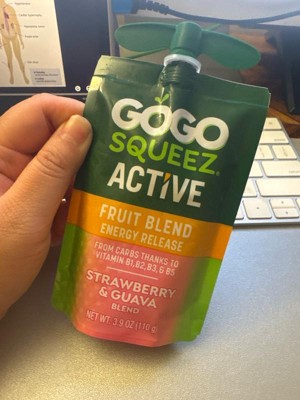 GOGO
SQUEEZ®
ACTIVE
FRUIT BLEND
ENERGY RELEASE
FROM CARBS THANKS TO
VITAMIN B1, B2, B3, & B5
STRAWBERRY
& GUAVA
BLEND
NET WT. 3.9 OZ (110 g)